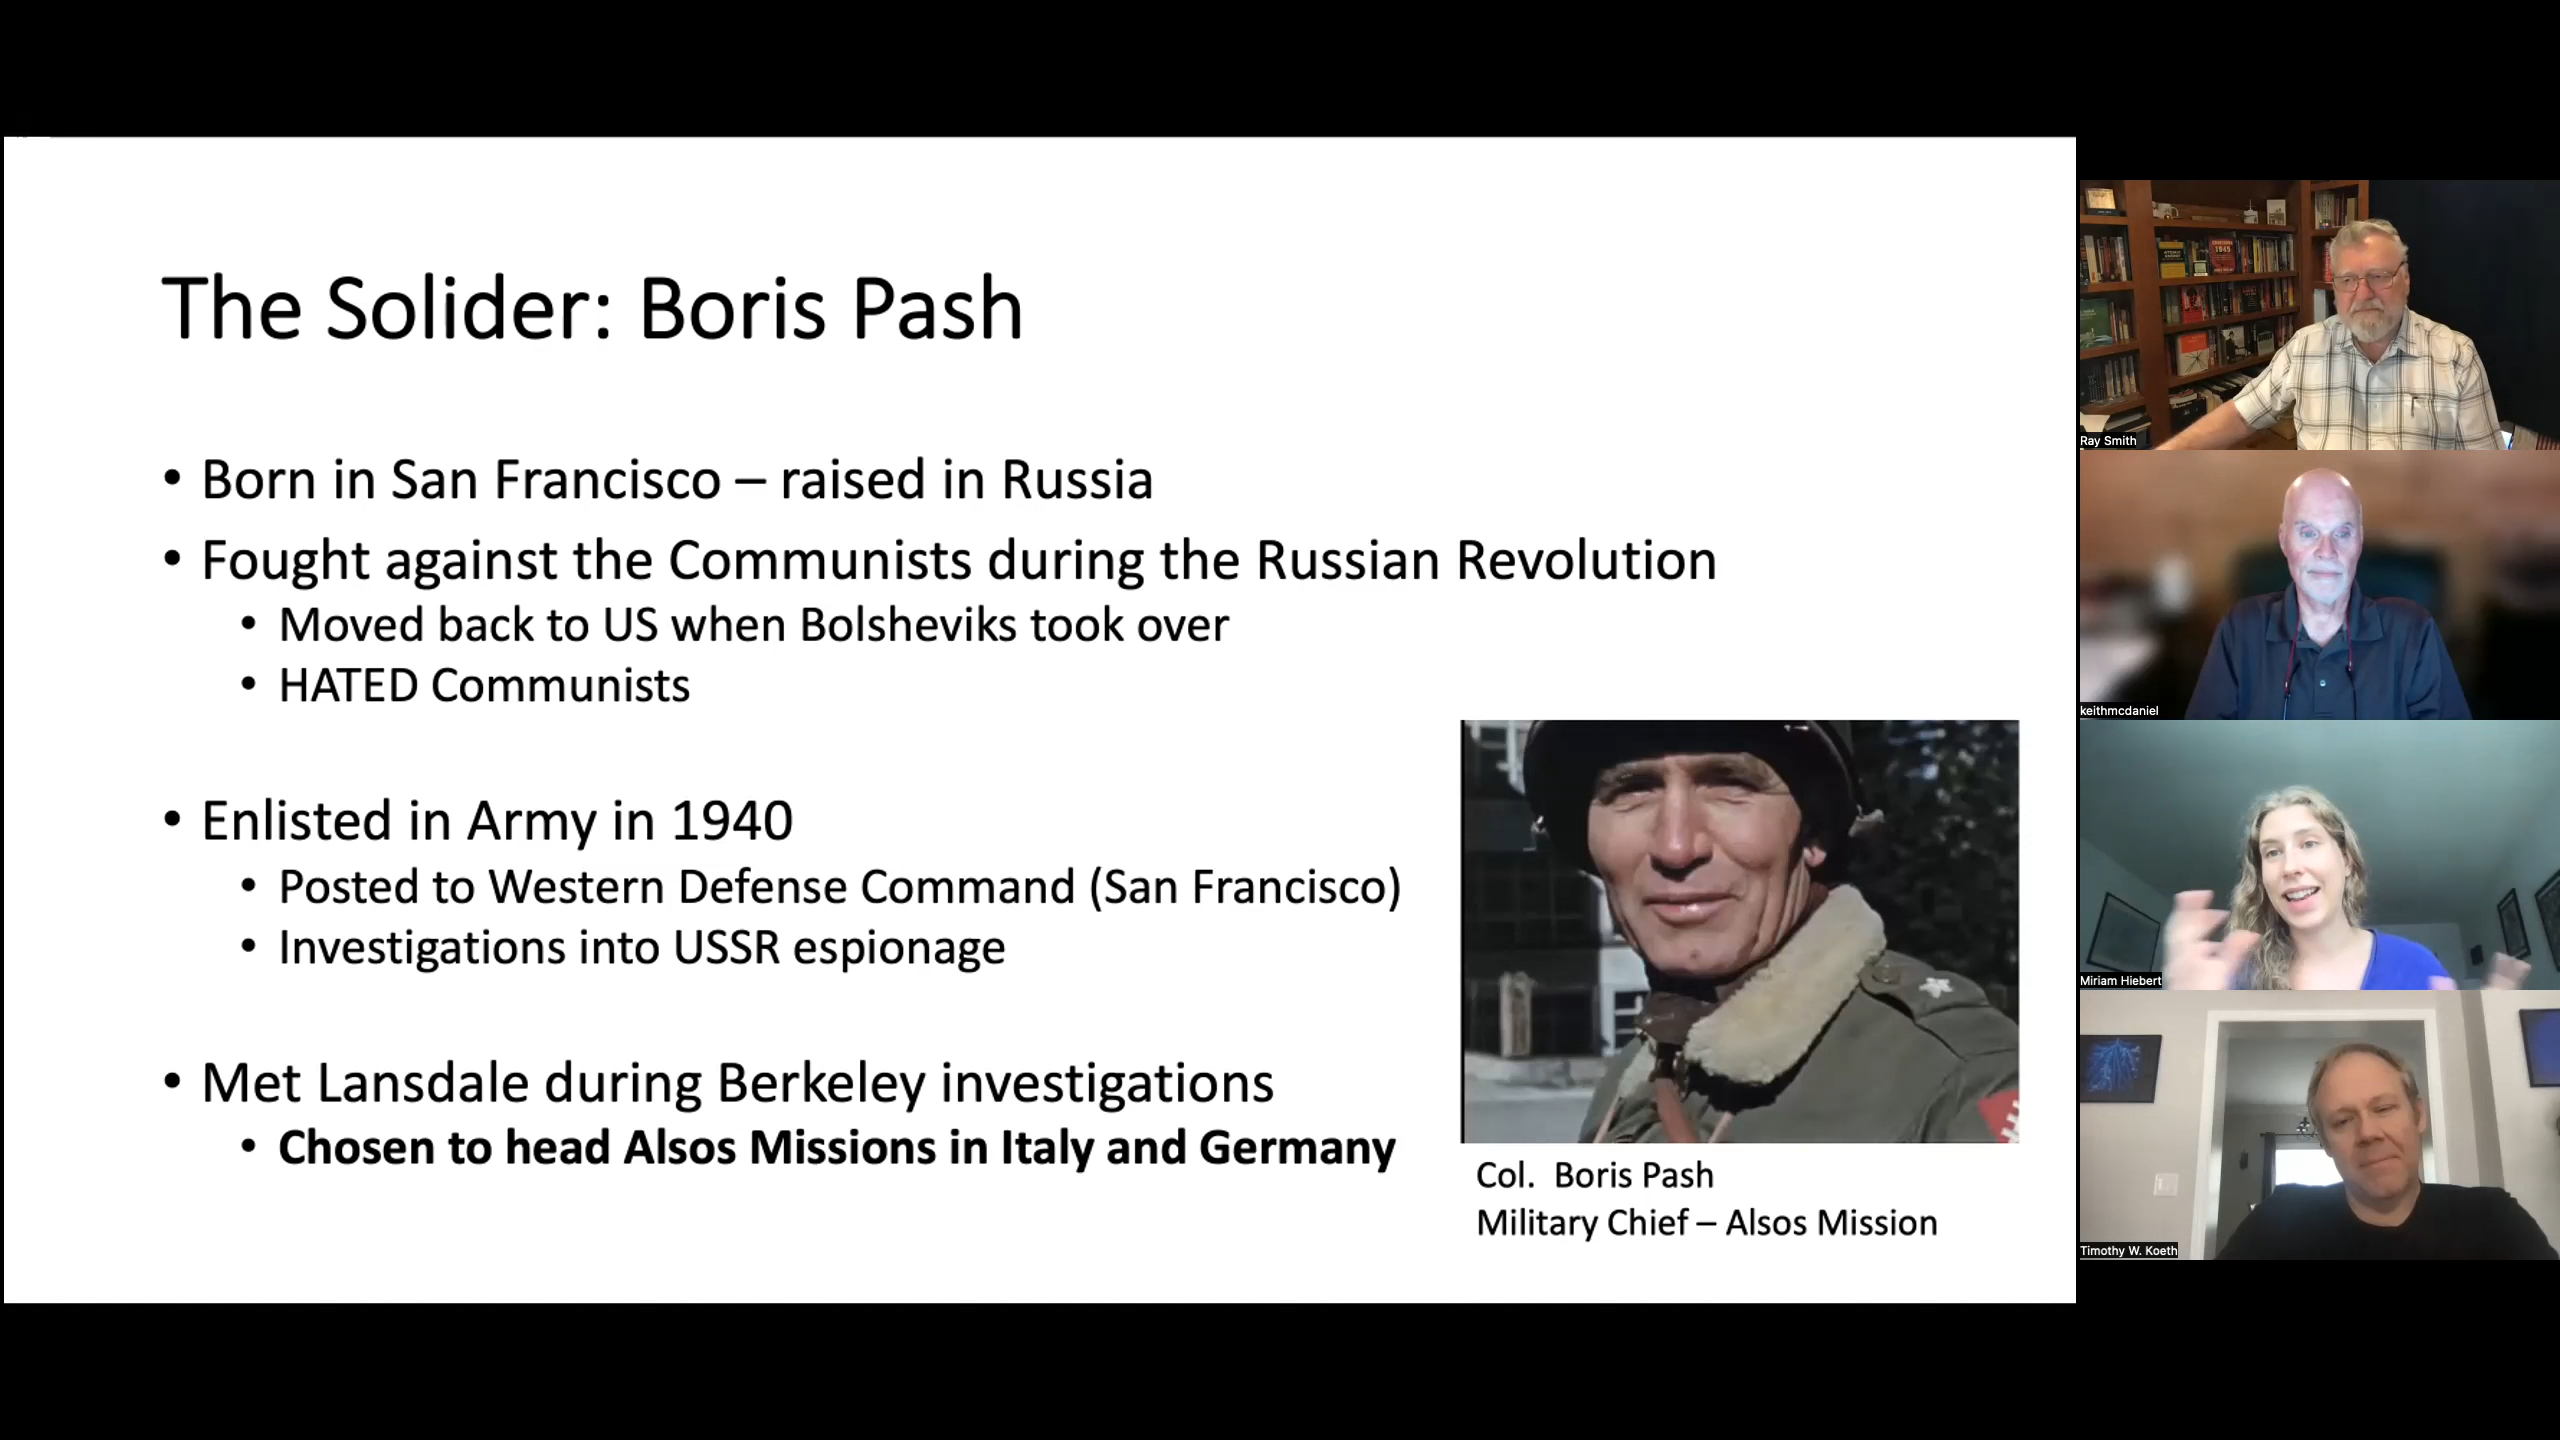 The Solider: Boris Pash
• Born in San Francisco – raised in Russia
• Fought against the Communists during the Russian Revolution
• Moved back to US when Bolsheviks took over
• HATED Communists
• Enlisted in Army in 1940
• Posted to Western Defense Command (San Francisco)
• Investigations into USSR espionage
• Met Lansdale during Berkeley investigations
• Chosen to head Alsos Missions in Italy and Germany
Col.  Boris Pash
Military Chief – Alsos Mission
Ray Smith
keithmcdaniel
Miriam Hiebert
Timothy W. Koeth